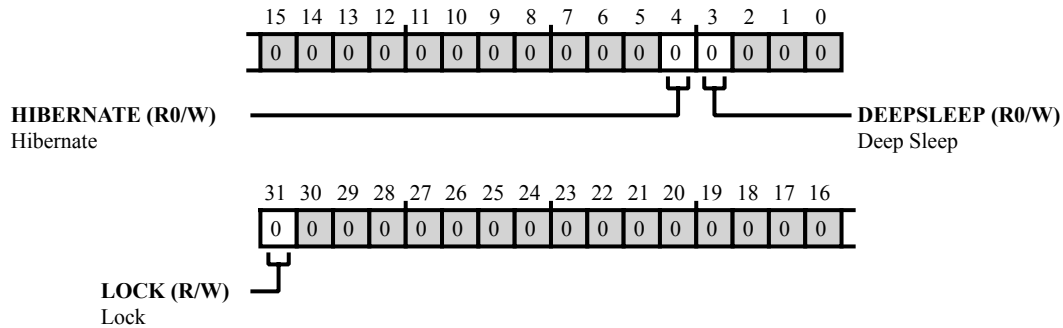 15 14 13 12 11 10 9 8 7 6 5 4 3 2 1 0
0 0 0 0 0 0 0 0 0 0 0 0 0 0 0 0
HIBERNATE (R0/W)
Hibernate
DEEPSLEEP (R0/W)
Deep Sleep
31 30 29 28 27 26 25 24 23 22 21 20 19 18 17 16
0 0 0 0 0 0 0 0 0 0 0 0 0 0 0 0
LOCK (R/W)
Lock